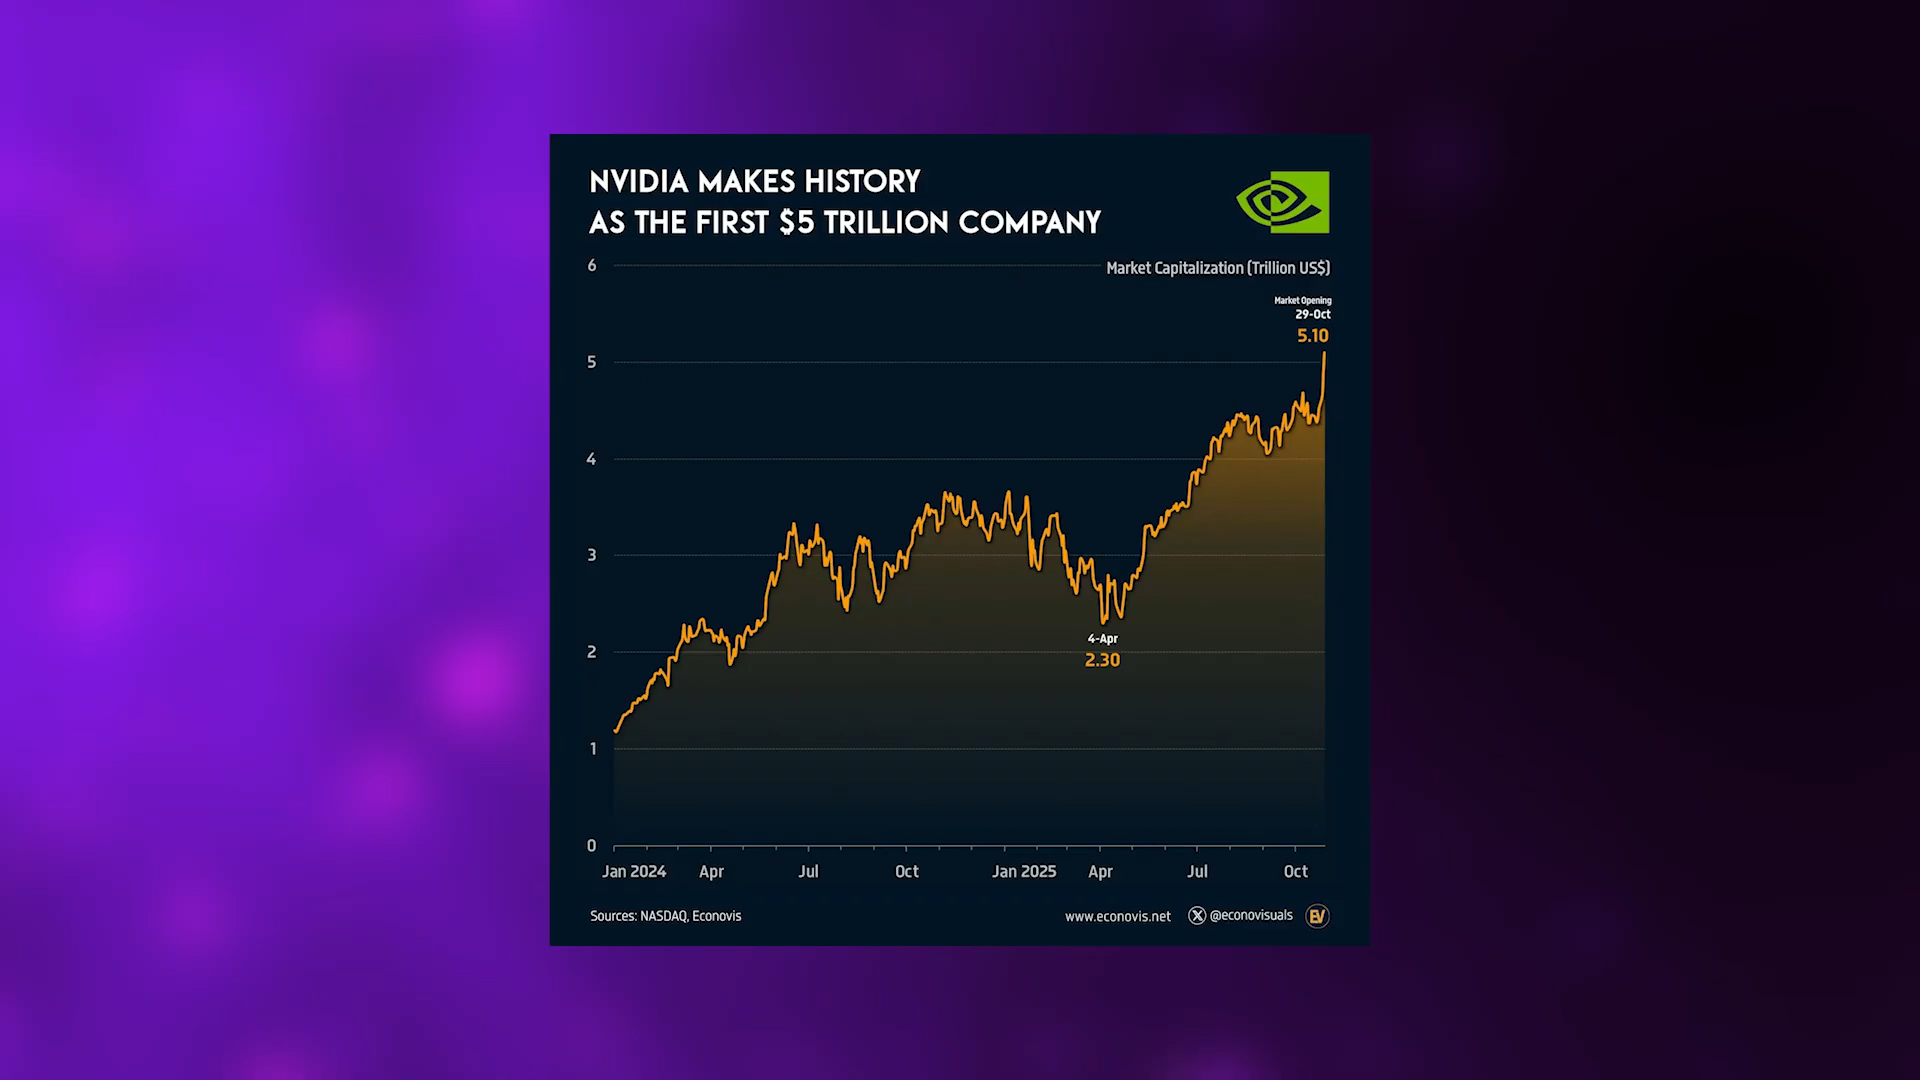 NVIDIA MAKES HISTORY
AS THE FIRST $5 TRILLION COMPANY
6
Market Capitalization (Trillion US$)
Market Opening
29-Oct
5.10
5
4
3
4-Apr
2.30
2
1
0
Jan 2024 Apr Jul Oct Jan 2025 Apr Jul Oct
Sources: NASDAQ, Econovis
www.econovis.net X @econovisuals EV